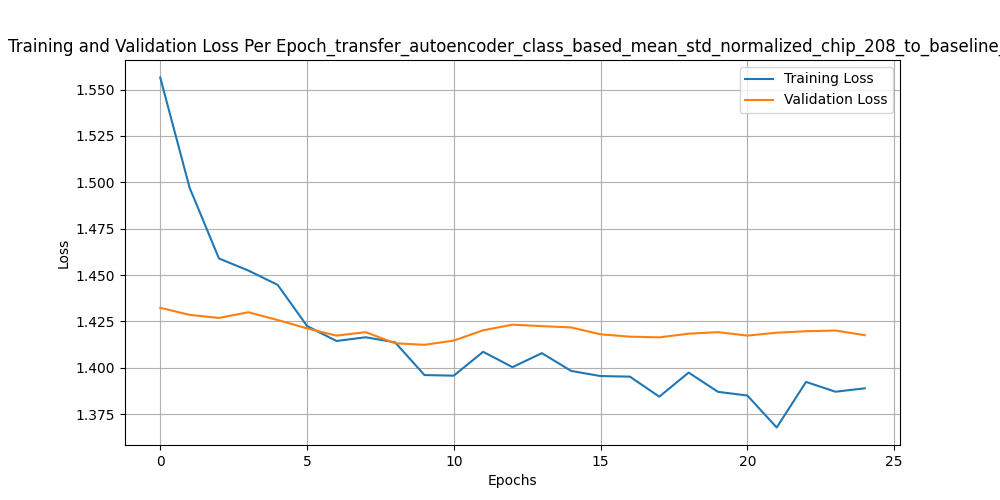 Training and Validation Loss Per Epoch_transfer_autoencoder_class_based_mean_std_normalized_chip_208_to_baseline_
Training Loss
Validation Loss
1.550
1.525
1.500
1.475
1.450
1.425
1.400
1.375
Loss
0
5
10
15
20
25
Epochs